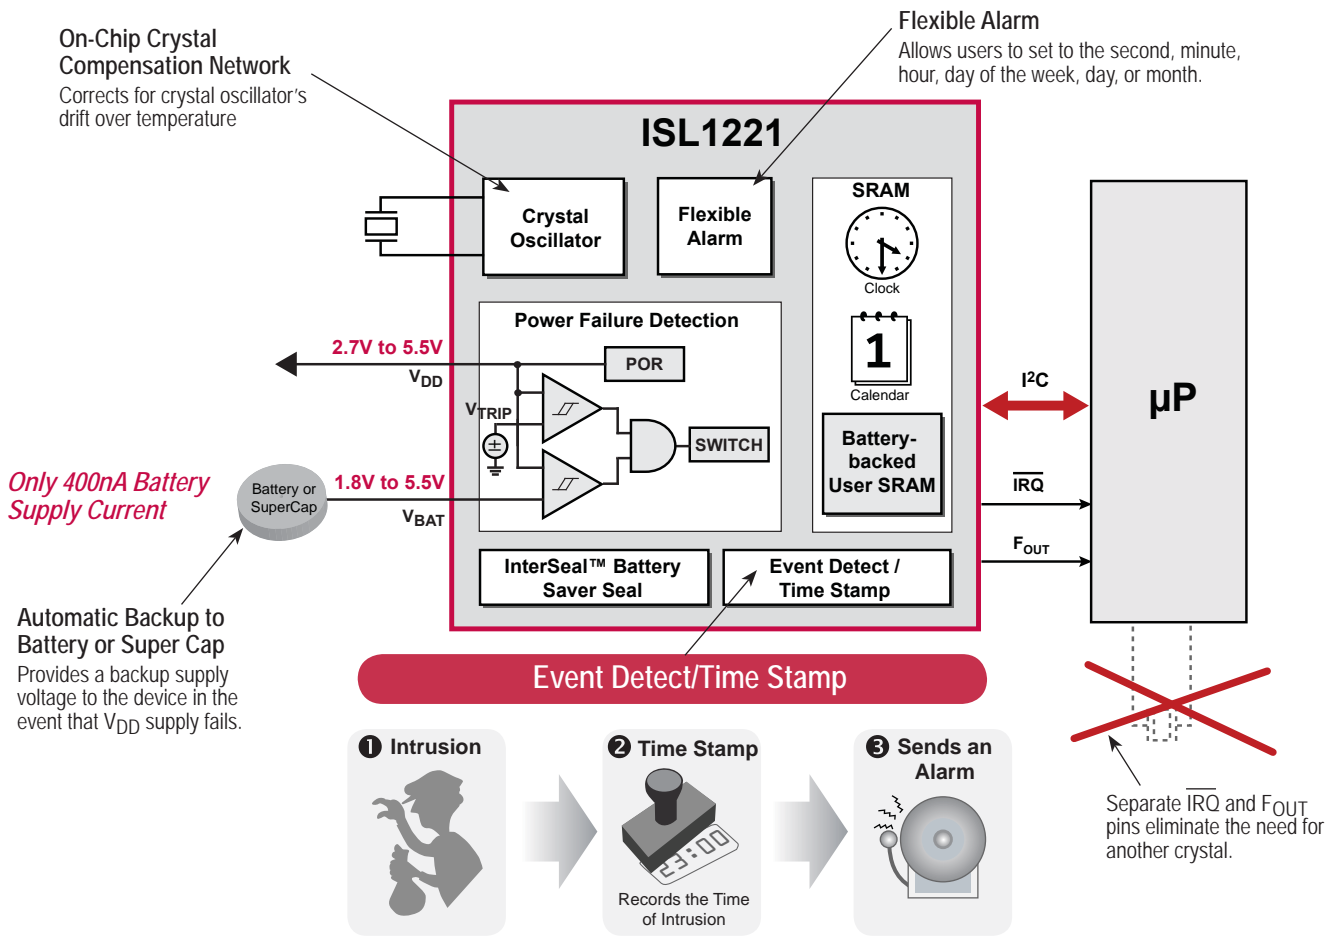 On-Chip Crystal
Compensation Network
Corrects for crystal oscillator's
drift over temperature
Flexible Alarm
Allows users to set to the second, minute,
hour, day of the week, day, or month.
ISL1221
Crystal
Oscillator
Flexible
Alarm
SRAM
Clock
1
Calendar
Battery-
backed
User SRAM
Power Failure Detection
2.7V to 5.5V
VDD
POR
VTRIP
±
SWITCH
Only 400nA Battery
Supply Current
Battery or
SuperCap
1.8V to 5.5V
VBAT
I²C
µP
IRQ
FOUT
InterSeal™ Battery
Saver Seal
Event Detect /
Time Stamp
Automatic Backup to
Battery or Super Cap
Provides a backup supply
voltage to the device in the
event that VDD supply fails.
Event Detect/Time Stamp
1 Intrusion
2 Time Stamp
23:00
Records the Time
of Intrusion
3 Sends an
Alarm
Separate IRQ and FOUT
pins eliminate the need for
another crystal.